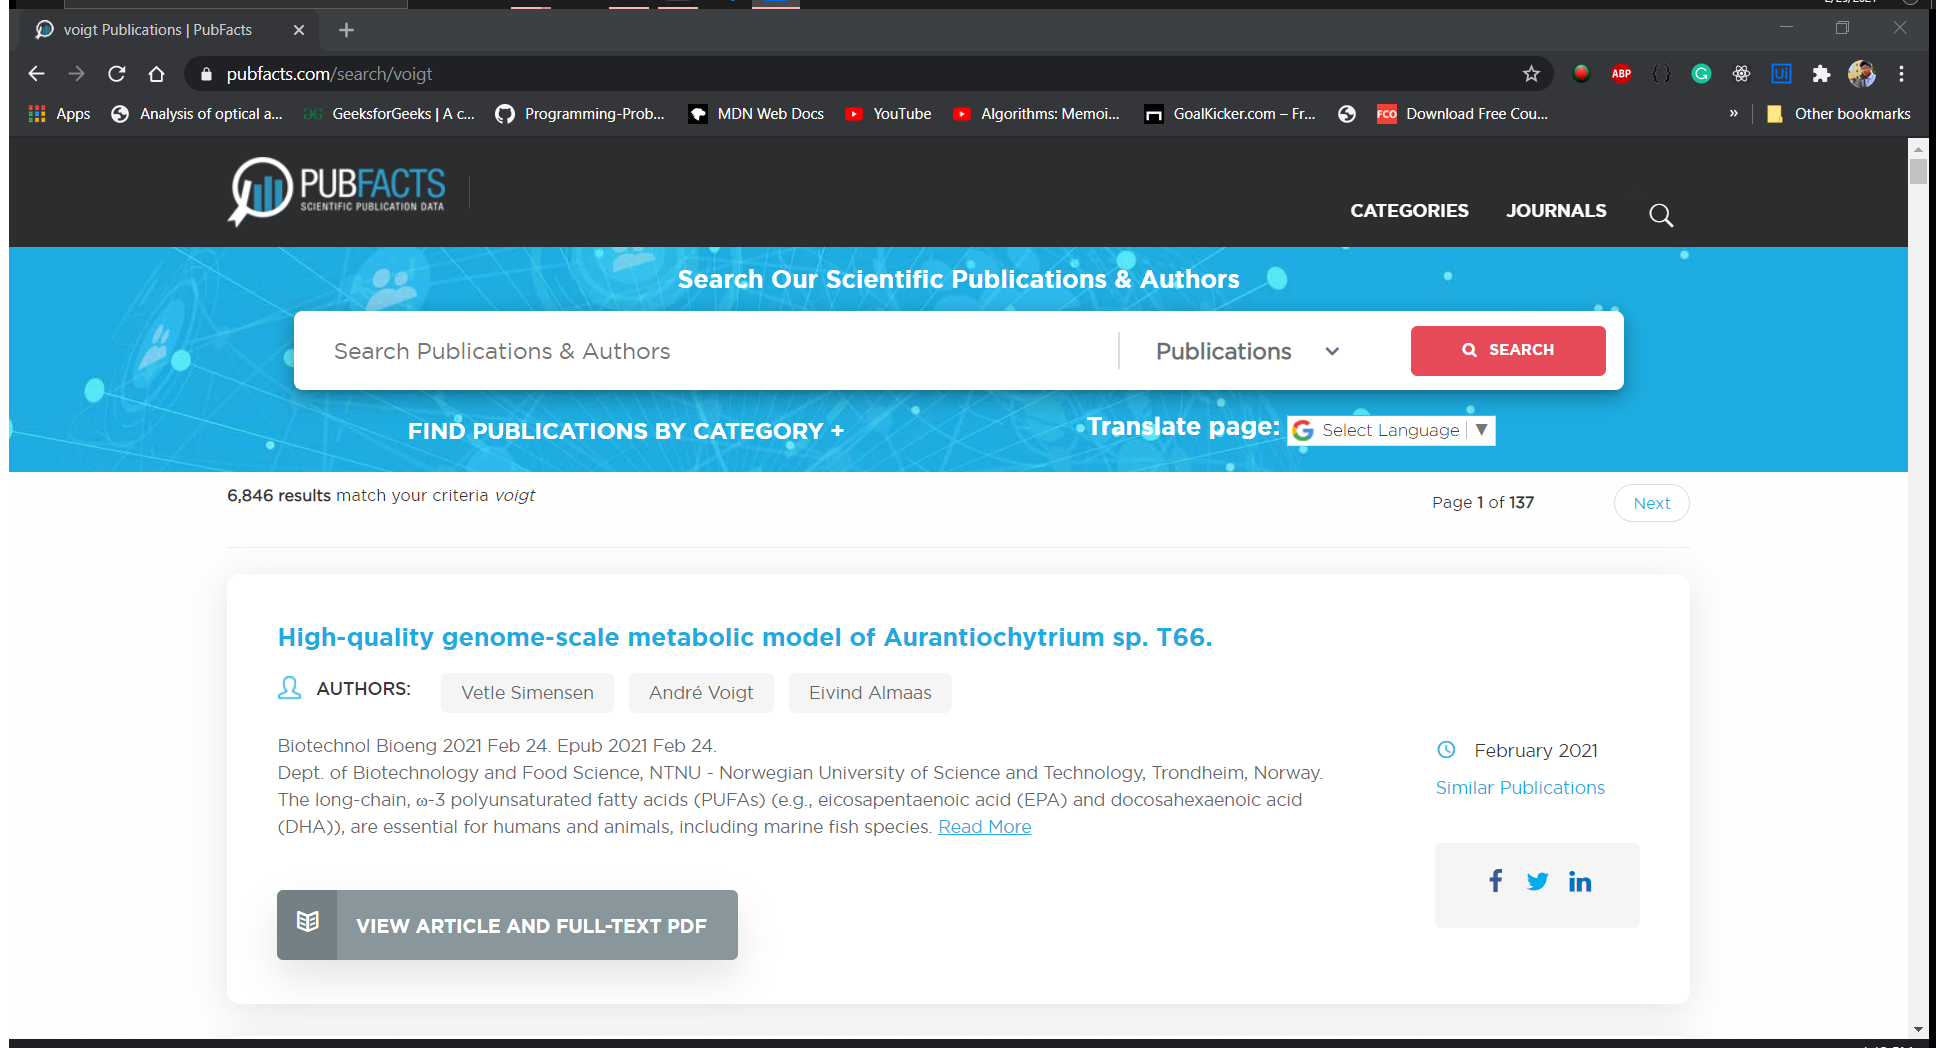 voigt Publications | PubFacts
pubfacts.com/search/voigt
ABP
Ui
Apps
Analysis of optical a...
GeeksforGeeks | A c...
Programming-Prob...
MDN Web Docs
YouTube
Algorithms: Memoi...
GoalKicker.com – Fr...
FCO
Download Free Cou...
»
Other bookmarks
PUBFACTS
SCIENTIFIC PUBLICATION DATA
CATEGORIES
JOURNALS
Search Our Scientific Publications & Authors
Search Publications & Authors
Publications
SEARCH
FIND PUBLICATIONS BY CATEGORY +
Translate page:
Select Language ▼
6,846 results match your criteria voigt
Page 1 of 137
Next
High-quality genome-scale metabolic model of Aurantiochytrium sp. T66.
AUTHORS:
Vetle Simensen
André Voigt
Eivind Almaas
Biotechnol Bioeng 2021 Feb 24. Epub 2021 Feb 24.
Dept. of Biotechnology and Food Science, NTNU - Norwegian University of Science and Technology, Trondheim, Norway.
The long-chain, ω-3 polyunsaturated fatty acids (PUFAs) (e.g., eicosapentaenoic acid (EPA) and docosahexaenoic acid
(DHA)), are essential for humans and animals, including marine fish species. Read More
February 2021
Similar Publications
VIEW ARTICLE AND FULL-TEXT PDF